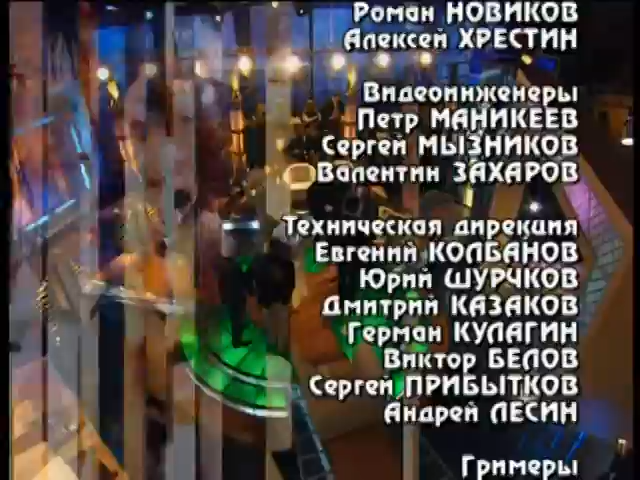 Роман НОВИКОВ
Алексей ХРЕСТИН
Видеоинженеры
Петр МАНИКЕЕВ
Сергей МЫЗНИКОВ
Валентин ЗАХАРОВ
Техническая дирекция
Евгений КОЛБАНОВ
Юрий ШУРЧКОВ
Дмитрий КАЗАКОВ
Герман КУЛАГИН
Виктор БЕЛОВ
Сергей ПРИБЫТКОВ
Андрей ЛЕСИН
Гримеры